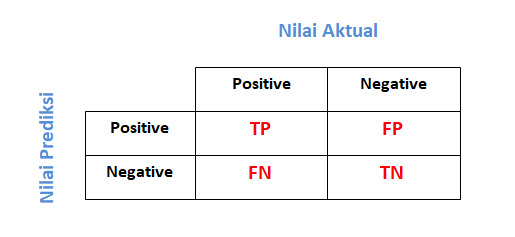 Nilai Aktual
Positive Negative
Nilai Prediksi
Positive TP FP
Negative FN TN